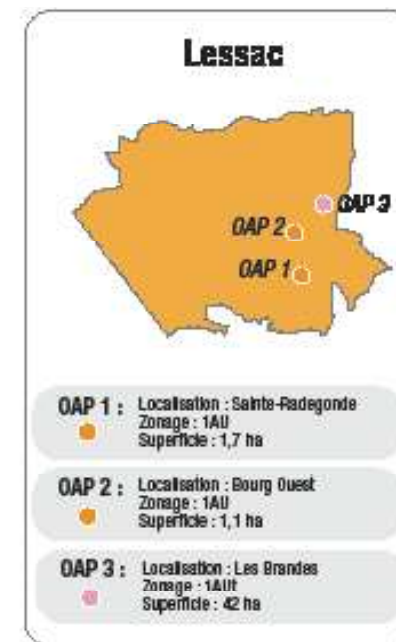 Lessac
OAP 3
OAP 2
OAP 1
OAP 1 :
Localisation : Sainte-Radegonde
Zonage : 1AU
Superficie : 1,7 ha
OAP 2 :
Localisation : Bourg Ouest
Zonage : 1AU
Superficie : 1,1 ha
OAP 3 :
Localisation : Les Brandes
Zonage : 1AUt
Superficie : 42 ha